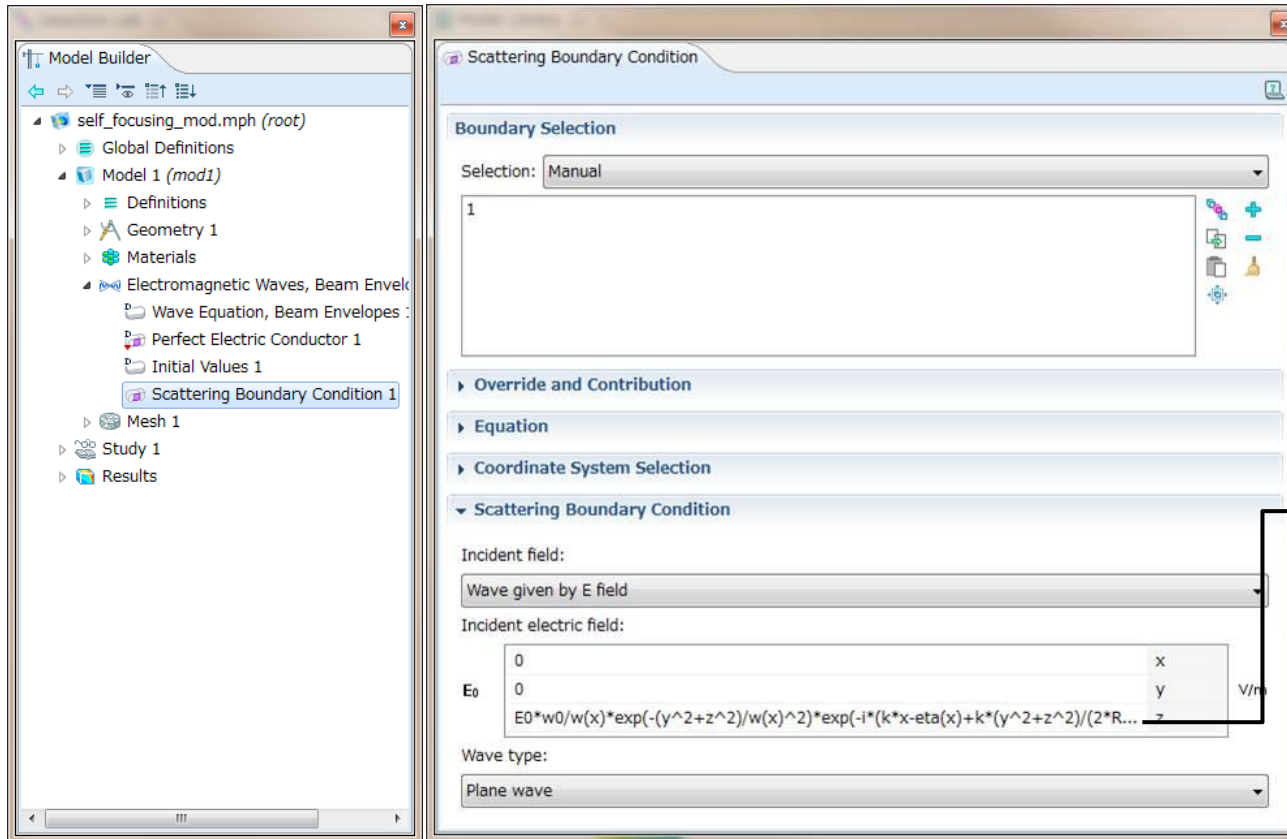 Model Builder
self_focusing_mod.mph (root)
Global Definitions
Model 1 (mod1)
Definitions
Geometry 1
Materials
Electromagnetic Waves, Beam Envel
Wave Equation, Beam Envelopes
Perfect Electric Conductor 1
Initial Values 1
Scattering Boundary Condition 1
Mesh 1
Study 1
Results
Scattering Boundary Condition
Boundary Selection
Selection: Manual
1
Override and Contribution
Equation
Coordinate System Selection
Scattering Boundary Condition
Incident field:
Wave given by E field
Incident electric field:
0 x
E₀ 0 y V/m
E0*w0/w(x)*exp(-(y^2+z^2)/w(x)^2)*exp(-i*(k*x-eta(x)+k*(y^2+z^2)/(2*R... z
Wave type:
Plane wave